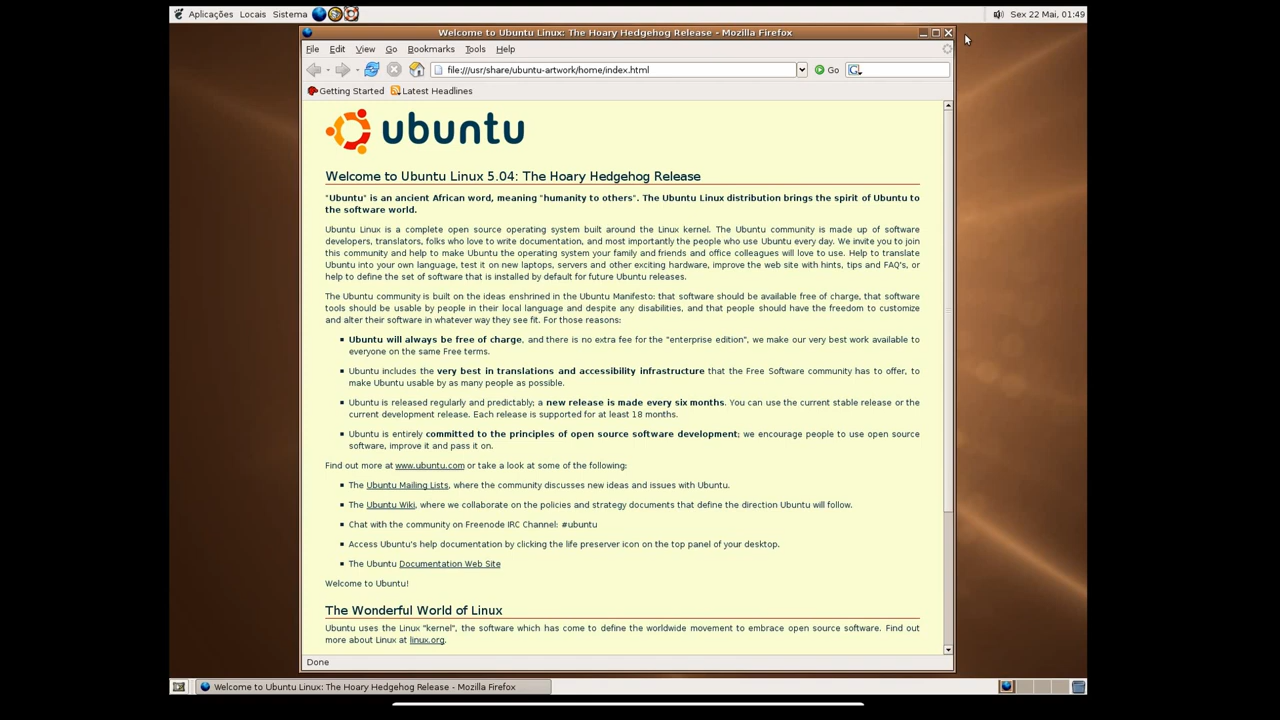 Aplicações Locais Sistema Sex 22 Mai, 01:49
Welcome to Ubuntu Linux: The Hoary Hedgehog Release - Mozilla Firefox
File Edit View Go Bookmarks Tools Help
file:///usr/share/ubuntu-artwork/home/index.html Go G
Getting Started Latest Headlines
ubuntu
Welcome to Ubuntu Linux 5.04: The Hoary Hedgehog Release
"Ubuntu" is an ancient African word, meaning "humanity to others". The Ubuntu Linux distribution brings the spirit of Ubuntu to
the software world.
Ubuntu Linux is a complete open source operating system built around the Linux kernel. The Ubuntu community is made up of software
developers, translators, folks who love to write documentation, and most importantly the people who use Ubuntu every day. We invite you to join
this community and help to make Ubuntu the operating system your family and friends and office colleagues will love to use. Help to translate
Ubuntu into your own language, test it on new laptops, servers and other exciting hardware, improve the web site with hints, tips and FAQ's, or
help to define the set of software that is installed by default for future Ubuntu releases.
The Ubuntu community is built on the ideas enshrined in the Ubuntu Manifesto: that software should be available free of charge, that software
tools should be usable by people in their local language and despite any disabilities, and that people should have the freedom to customize
and alter their software in whatever way they see fit. For those reasons:
Ubuntu will always be free of charge, and there is no extra fee for the "enterprise edition", we make our very best work available to
everyone on the same Free terms.
Ubuntu includes the very best in translations and accessibility infrastructure that the Free Software community has to offer, to
make Ubuntu usable by as many people as possible.
Ubuntu is released regularly and predictably; a new release is made every six months. You can use the current stable release or the
current development release. Each release is supported for at least 18 months.
Ubuntu is entirely committed to the principles of open source software development; we encourage people to use open source
software, improve it and pass it on.
Find out more at www.ubuntu.com or take a look at some of the following:
The Ubuntu Mailing Lists, where the community discusses new ideas and issues with Ubuntu.
The Ubuntu Wiki, where we collaborate on the policies and strategy documents that define the direction Ubuntu will follow.
Chat with the community on Freenode IRC Channel: #ubuntu
Access Ubuntu's help documentation by clicking the life preserver icon on the top panel of your desktop.
The Ubuntu Documentation Web Site
Welcome to Ubuntu!
The Wonderful World of Linux
Ubuntu uses the Linux "kernel", the software which has come to define the worldwide movement to embrace open source software. Find out
more about Linux at linux.org.
Done
Welcome to Ubuntu Linux: The Hoary Hedgehog Release - Mozilla Firefox